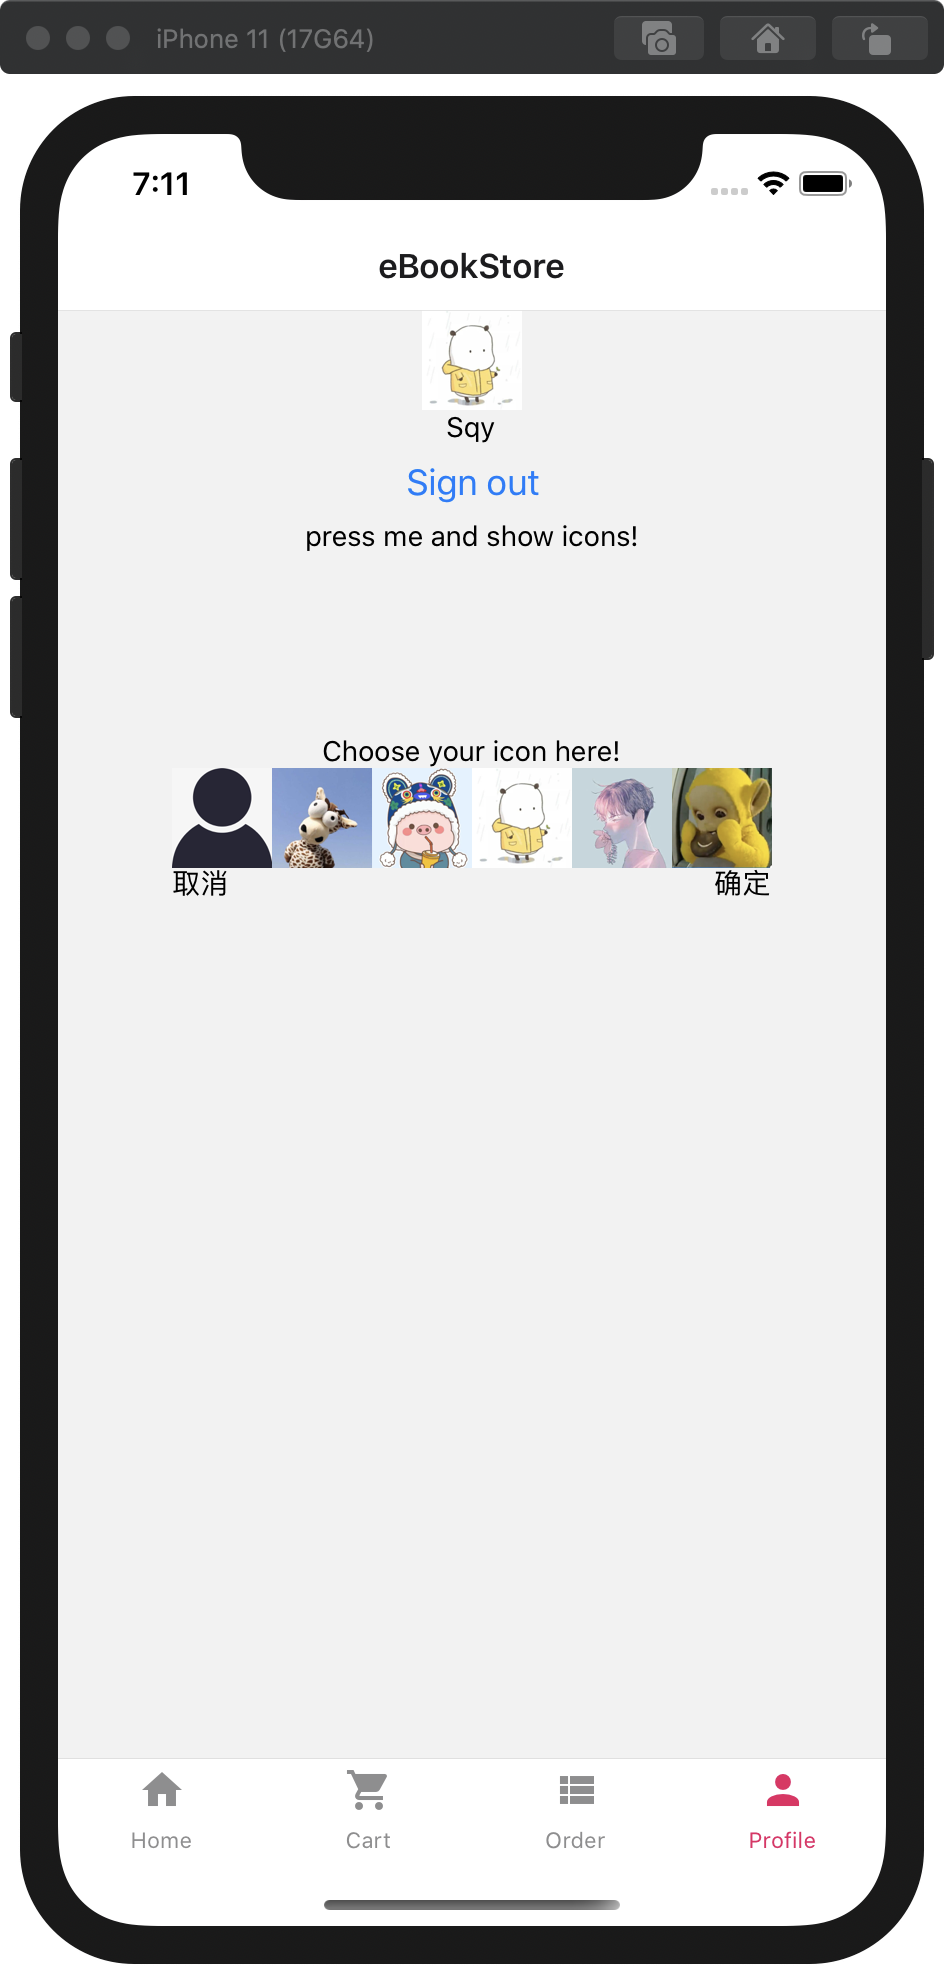 iPhone 11 (17G64)
7:11
eBookStore
Sqy
Sign out
press me and show icons!
Choose your icon here!
取消 确定
Home Cart Order Profile